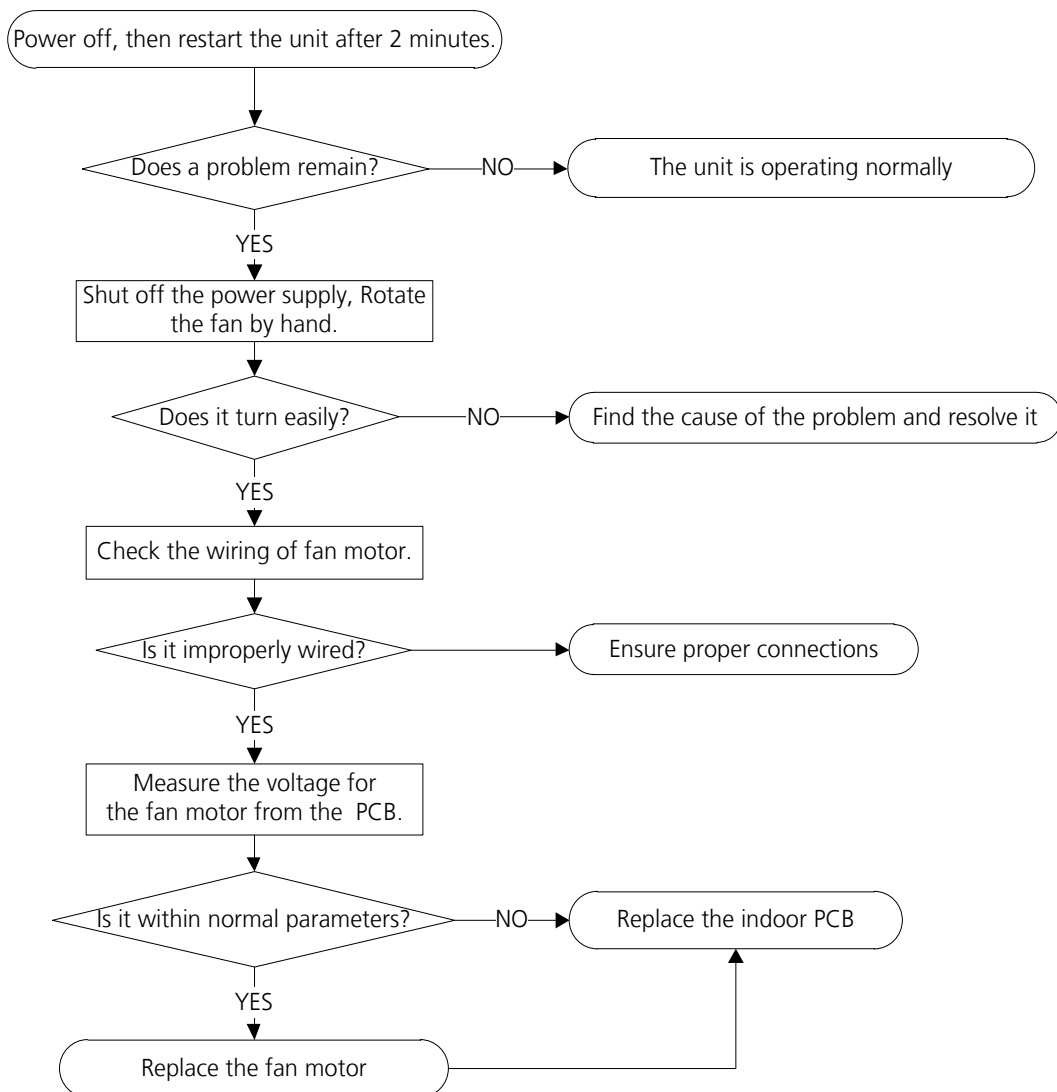 Power off, then restart the unit after 2 minutes.
Does a problem remain?
NO
The unit is operating normally
YES
Shut off the power supply, Rotate
the fan by hand.
Does it turn easily?
NO
Find the cause of the problem and resolve it
YES
Check the wiring of fan motor.
Is it improperly wired?
Ensure proper connections
YES
Measure the voltage for
the fan motor from the PCB.
Is it within normal parameters?
NO
Replace the indoor PCB
YES
Replace the fan motor